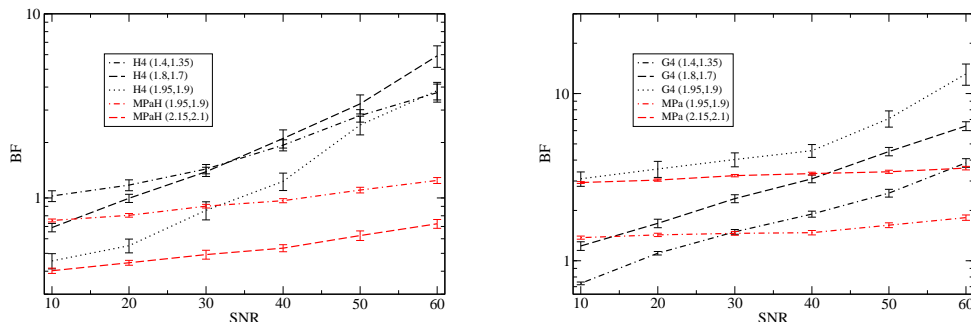 10
1
BF
H4 (1.4,1.35)
H4 (1.8,1.7)
H4 (1.95,1.9)
MPaH (1.95,1.9)
MPaH (2.15,2.1)
10 20 30 40 50 60
SNR
10
1
BF
G4 (1.4,1.35)
G4 (1.8,1.7)
G4 (1.95,1.9)
MPa (1.95,1.9)
MPa (2.15,2.1)
10 20 30 40 50 60
SNR